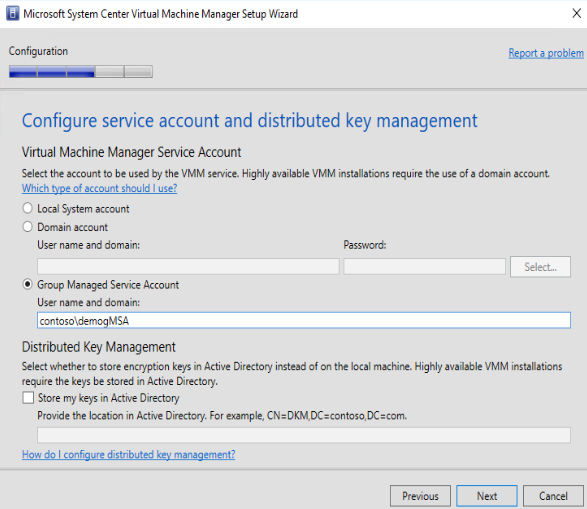 Microsoft System Center Virtual Machine Manager Setup Wizard
Configuration
Report a problem
Configure service account and distributed key management
Virtual Machine Manager Service Account
Select the account to be used by the VMM service. Highly available VMM installations require the use of a domain account.
Which type of account should I use?
Local System account
Domain account
User name and domain:
Password:
Select...
Group Managed Service Account
User name and domain:
contoso\demogMSA
Distributed Key Management
Select whether to store encryption keys in Active Directory instead of on the local machine. Highly available VMM installations
require the keys be stored in Active Directory.
Store my keys in Active Directory
Provide the location in Active Directory. For example, CN=DKM,DC=contoso,DC=com.
How do I configure distributed key management?
Previous
Next
Cancel